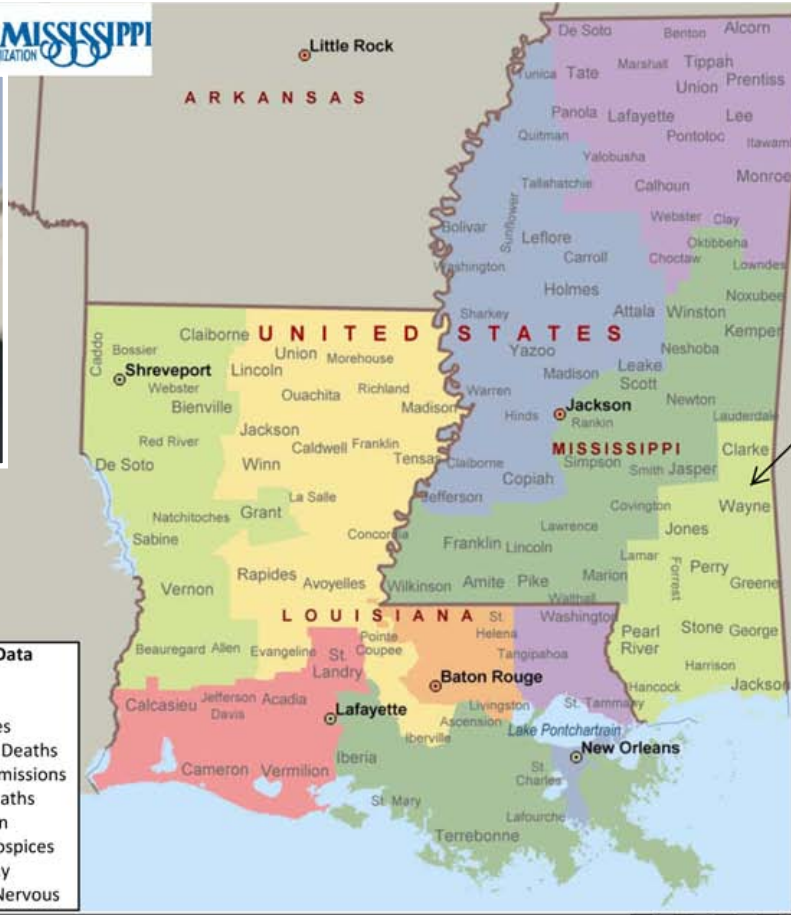 MISSISSIPPI
IZATION
Little Rock
ARKANSAS
De Soto
Benton
Alcorn
Tunica
Tate
Marshall
Tippah
Union
Prentiss
Panola
Lafayette
Lee
Quitman
Pontotoc
Itawam
Yalobusha
Tallahatchie
Calhoun
Monroe
Sunflower
Webster
Clay
Bolivar
Leflore
Oktibbeha
Carroll
Choctaw
Lowndes
Washington
Holmes
Noxubee
Sharkey
Attala
Winston
UNITED STATES
Kemper
Yazoo
Neshoba
Madison
Leake
Scott
Caddo
Bossier
Claiborne
Union
Morehouse
Shreveport
Lincoln
Webster
Ouachita
Richland
Warren
Newton
Bienville
Madison
Hinds
Jackson
Rankin
Lauderdale
Jackson
Red River
Caldwell
Franklin
MISSISSIPPI
Clarke
De Soto
Winn
Tensas
Claiborne
Simpson
Smith
Jasper
Copiah
La Salle
Jefferson
Natchitoches
Grant
Covington
Wayne
Sabine
Concordia
Lawrence
Jones
Franklin
Lincoln
Lamar
Vernon
Rapides
Avoyelles
Wilkinson
Amite
Pike
Marion
Forrest
Perry
Greene
Walthall
LOUISIANA
St.
Helena
Washington
Pointe
Coupee
Pearl
River
Stone
George
Beauregard
Allen
Evangeline
St.
Landry
Tangipahoa
Harrison
Baton Rouge
Hancock
Jackson
Calcasieu
Jefferson
Davis
Acadia
Lafayette
Livingston
St. Tammany
Ascension
Lake Pontchartrain
Iberville
New Orleans
Cameron
Vermilion
Iberia
St.
Charles
St Mary
Lafourche
Terrebonne
Data
es
Deaths
missions
aths
n
ospices
y
Nervous